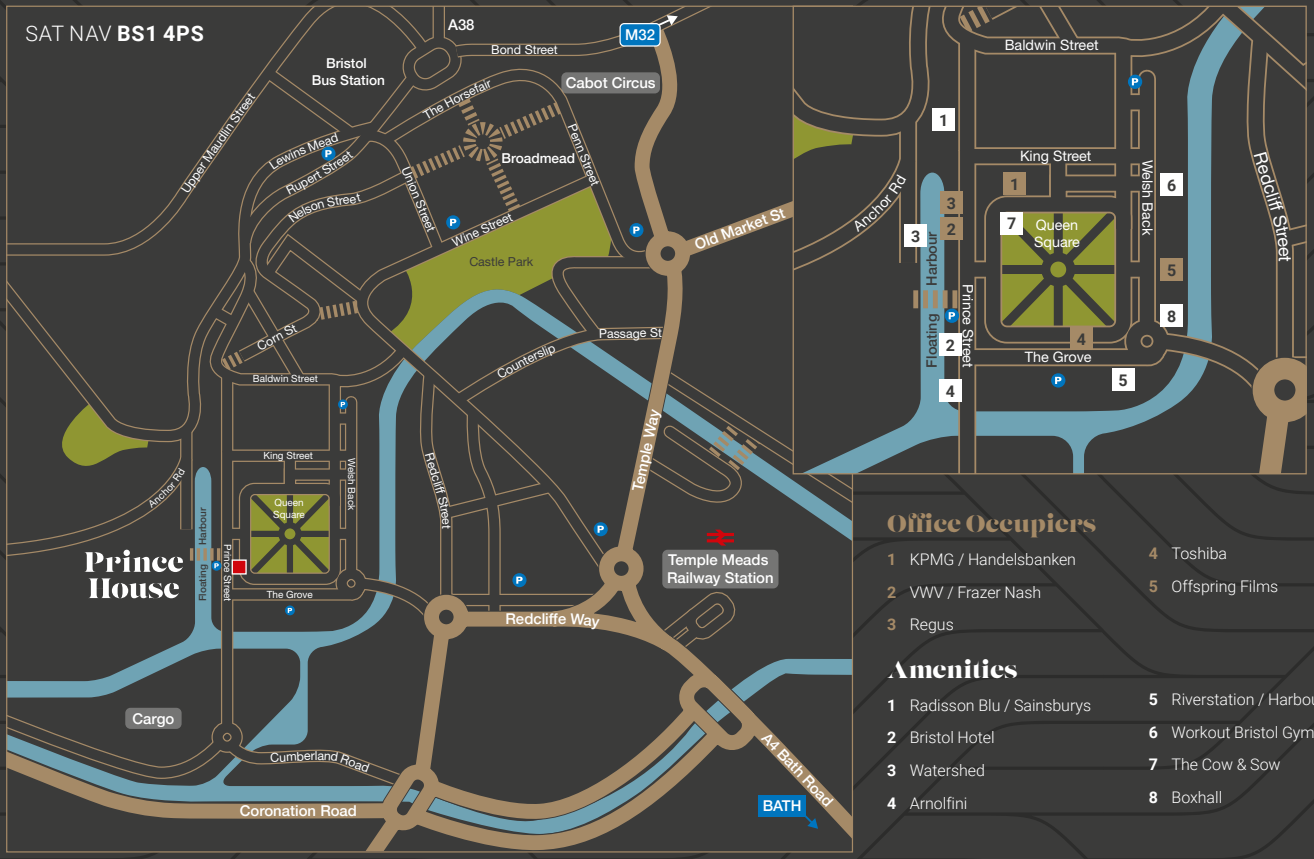 SAT NAV BS1 4PS
A38
M32
Bond Street
Bristol
Bus Station
Cabot Circus
The Horsefair
Upper Maudlin Street
Lewins Mead
P
Rupert Street
Penn Street
Broadmead
Union Street
Nelson Street
P
Wine Street
P
Old Market St
Castle Park
Corn St
Passage St
Counterslip
Baldwin Street
P
Temple Way
King Street
Welsh Back
Redcliff Street
Anchor Rd
Queen
Square
Floating Harbour
P
Prince
House
P
Prince Street
Temple Meads
Railway Station
P
The Grove
P
Redcliffe Way
Cargo
A4 Bath Road
Cumberland Road
Coronation Road
BATH
Baldwin Street
P
1
King Street
Welsh Back
Redcliff Street
1
6
Anchor Rd
3
7
Queen
Square
3
2
Floating Harbour
5
P
Prince Street
8
2
4
The Grove
4
P
5
Office Occupiers
1 KPMG / Handelsbanken
2 VWV / Frazer Nash
3 Regus
4 Toshiba
5 Offspring Films
Amenities
1 Radisson Blu / Sainsburys
2 Bristol Hotel
3 Watershed
4 Arnolfini
5 Riverstation / Harbou
6 Workout Bristol Gym
7 The Cow & Sow
8 Boxhall